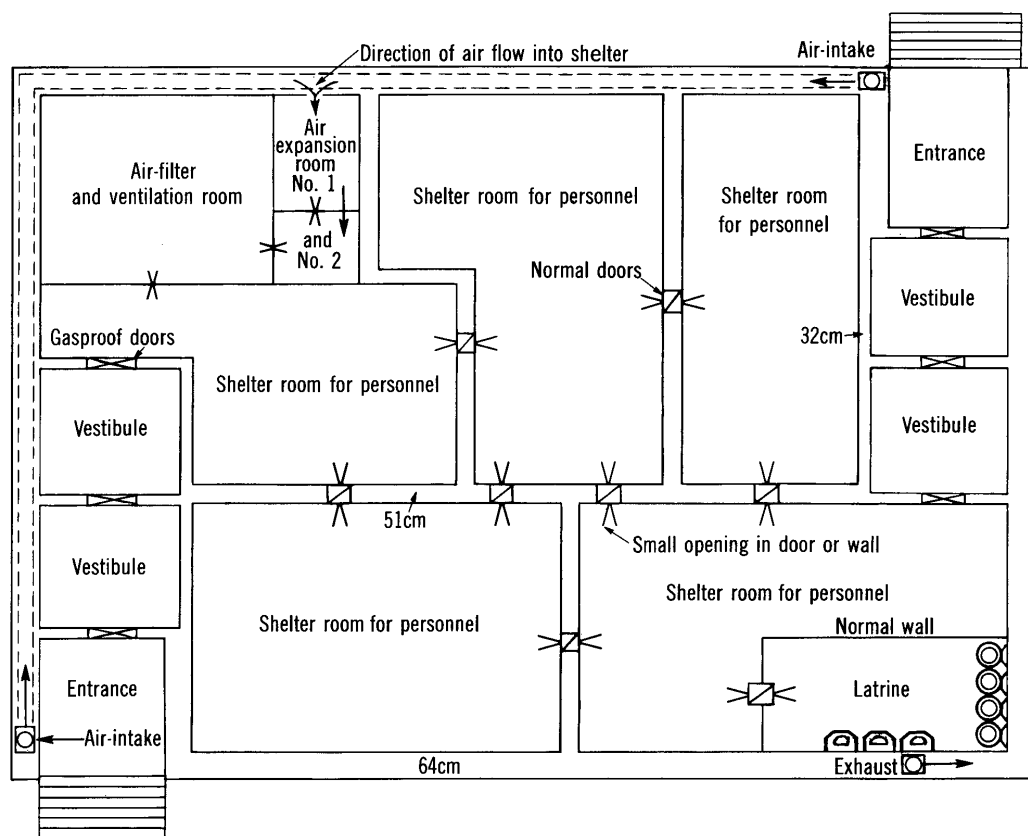 Direction of air flow into shelter
Air-intake
Air
expansion
room
No. 1
and
No. 2
Air-filter
and ventilation room
Shelter room for personnel
Shelter room
for personnel
Entrance
Normal doors
Vestibule
32cm
Gasproof doors
Shelter room for personnel
Vestibule
Vestibule
51cm
Small opening in door or wall
Vestibule
Shelter room for personnel
Shelter room for personnel
Normal wall
Entrance
Latrine
Air-intake
64cm
Exhaust